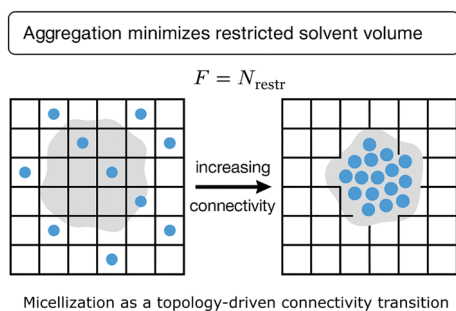 Aggregation minimizes restricted solvent volume
F = N_restr
increasing
connectivity
Micellization as a topology-driven connectivity transition